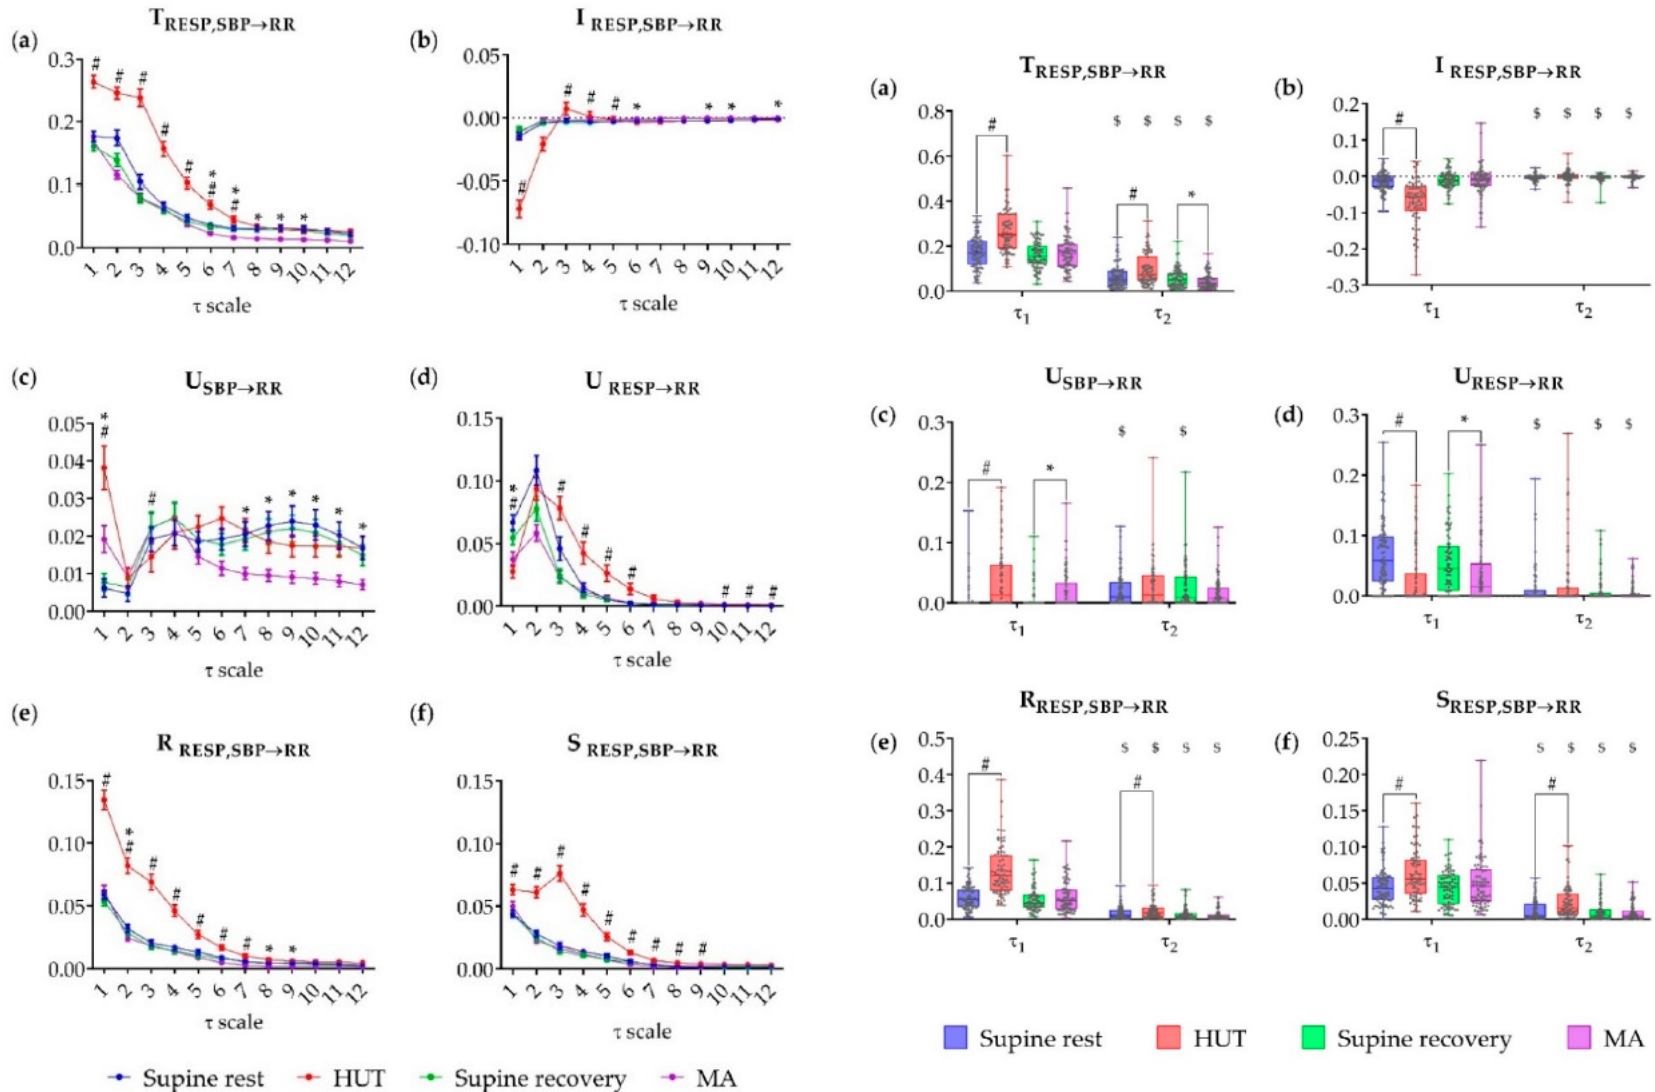 T RESP,SBP→RR
(a)
0.3
0.2
0.1
0.0
# # # # # *# *# * * *
1 2 3 4 5 6 7 8 9 10 11 12
τ scale
I RESP,SBP→RR
(b)
0.05
0.00
-0.05
-0.10
# # # # * * * *
1 2 3 4 5 6 7 8 9 10 11 12
τ scale
(c)
U SBP→RR
0.05
0.04
0.03
0.02
0.01
0.00
*# # * * * * * *
1 2 3 4 5 6 7 8 9 10 11 12
τ scale
(d)
U RESP→RR
0.15
0.10
0.05
0.00
*# # # # # # # #
1 2 3 4 5 6 7 8 9 10 11 12
τ scale
(e)
R RESP,SBP→RR
0.15
0.10
0.05
0.00
# *# # # # # # * *
1 2 3 4 5 6 7 8 9 10 11 12
τ scale
(f)
S RESP,SBP→RR
0.15
0.10
0.05
0.00
# # # # # # # # #
1 2 3 4 5 6 7 8 9 10 11 12
τ scale
Supine rest HUT Supine recovery MA
(a)
T RESP,SBP→RR
0.8
0.6
0.4
0.2
0.0
# # * $ $ $ $
τ1 τ2
(b)
I RESP,SBP→RR
0.2
0.1
0.0
-0.1
-0.2
-0.3
# $ $ $ $
τ1 τ2
(c)
U SBP→RR
0.3
0.2
0.1
0.0
# * $ $
τ1 τ2
(d)
U RESP→RR
0.3
0.2
0.1
0.0
# * $ $ $
τ1 τ2
(e)
R RESP,SBP→RR
0.5
0.4
0.3
0.2
0.1
0.0
# # $ $ $ $
τ1 τ2
(f)
S RESP,SBP→RR
0.25
0.20
0.15
0.10
0.05
0.00
# # $ $ $ $
τ1 τ2
Supine rest HUT Supine recovery MA